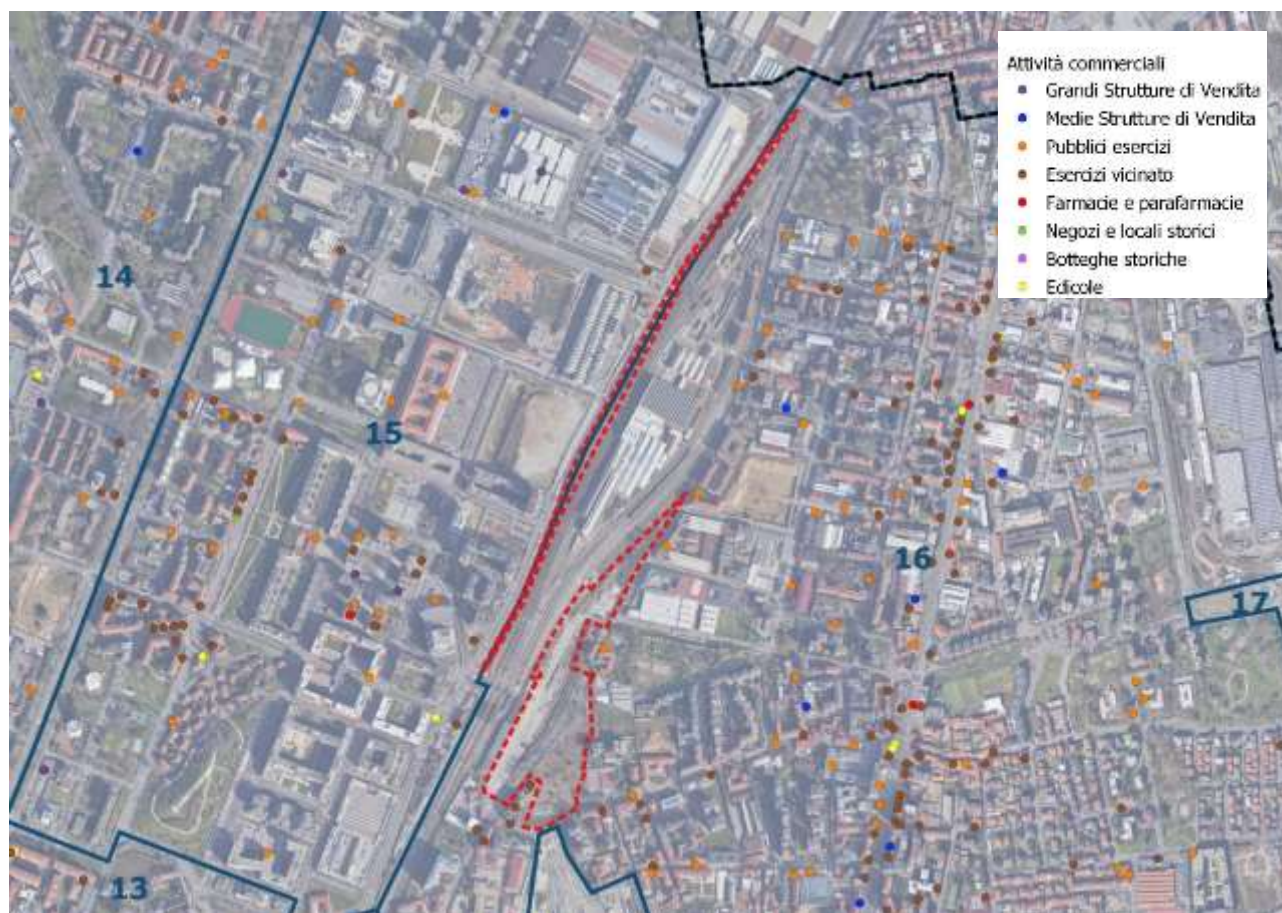 Attività commerciali
Grandi Strutture di Vendita
Medie Strutture di Vendita
Pubblici esercizi
Esercizi vicinato
Farmacie e parafarmacie
Negozi e locali storici
Botteghe storiche
Edicole
14
15
16
17
13